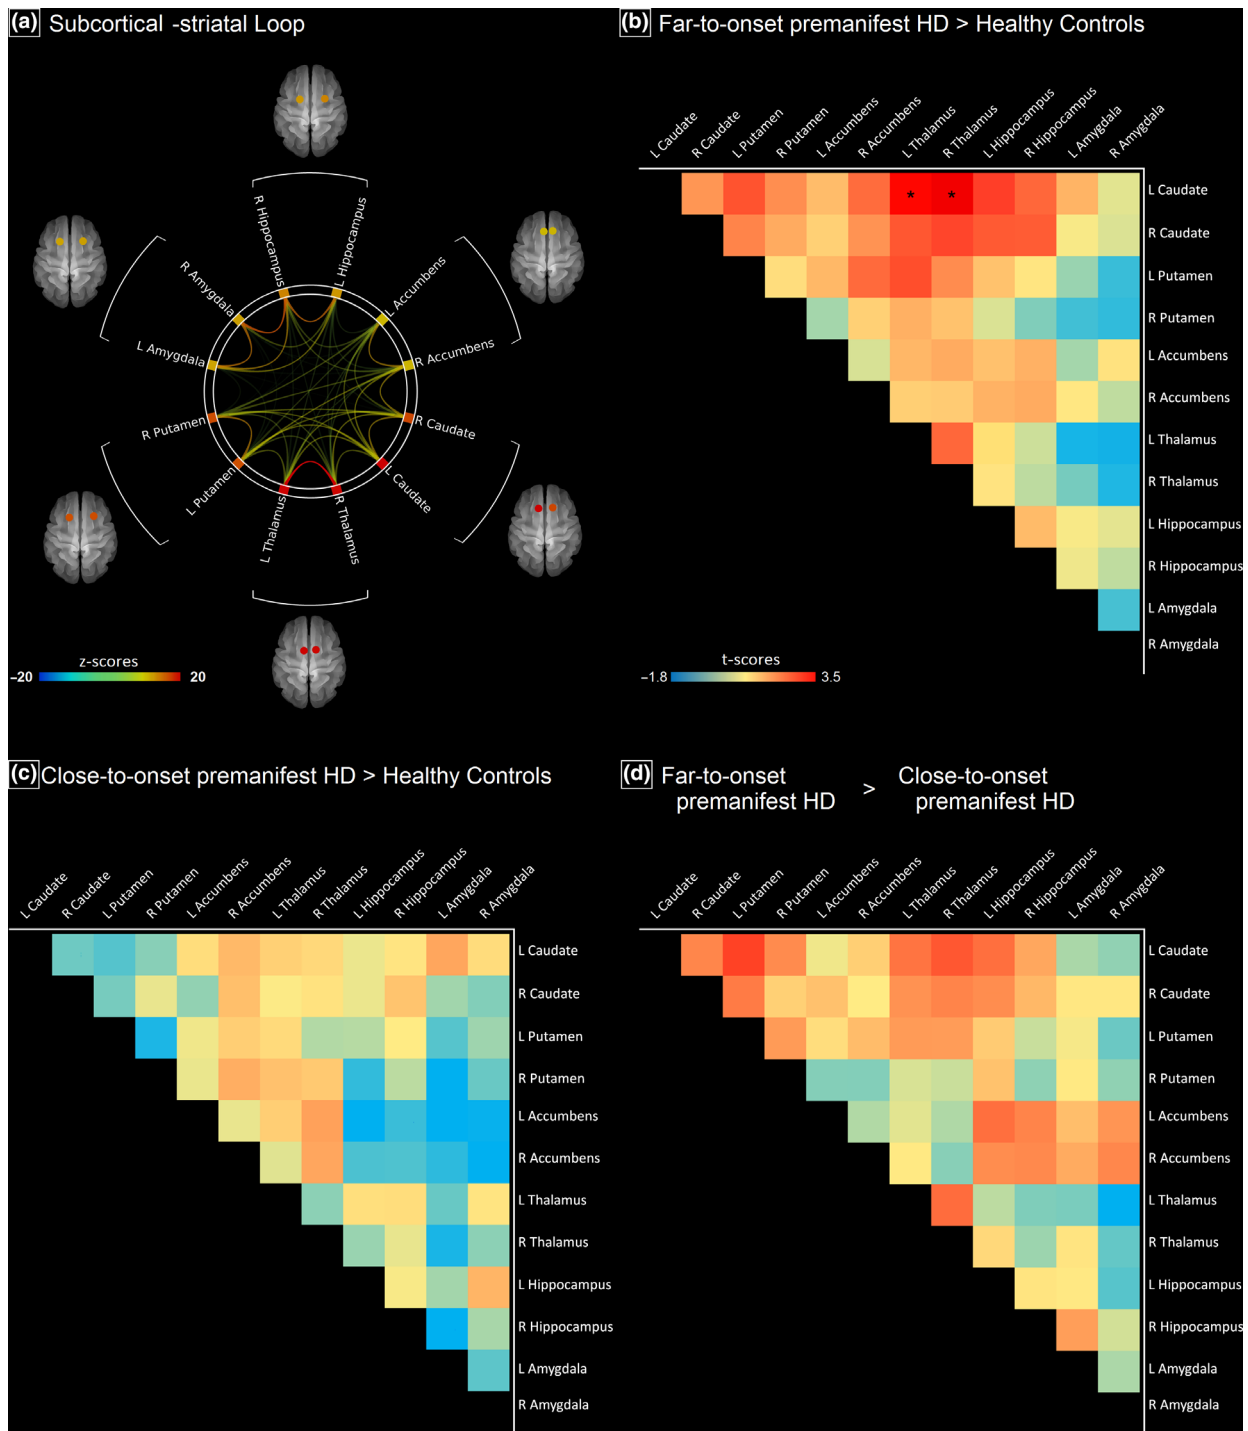 (a) Subcortical -striatal Loop
R Hippocampus
L Hippocampus
R Amygdala
L Accumbens
L Amygdala
R Accumbens
R Putamen
R Caudate
L Putamen
L Caudate
L Thalamus
R Thalamus
z-scores
–20 20
(b) Far-to-onset premanifest HD > Healthy Controls
L Caudate
R Caudate
L Putamen
R Putamen
L Accumbens
R Accumbens
L Thalamus
R Thalamus
L Hippocampus
R Hippocampus
L Amygdala
R Amygdala
* *
L Caudate
R Caudate
L Putamen
R Putamen
L Accumbens
R Accumbens
L Thalamus
R Thalamus
L Hippocampus
R Hippocampus
L Amygdala
R Amygdala
t-scores
–1.8 3.5
(c) Close-to-onset premanifest HD > Healthy Controls
L Caudate
R Caudate
L Putamen
R Putamen
L Accumbens
R Accumbens
L Thalamus
R Thalamus
L Hippocampus
R Hippocampus
L Amygdala
R Amygdala
L Caudate
R Caudate
L Putamen
R Putamen
L Accumbens
R Accumbens
L Thalamus
R Thalamus
L Hippocampus
R Hippocampus
L Amygdala
R Amygdala
(d) Far-to-onset
premanifest HD
>
Close-to-onset
premanifest HD
L Caudate
R Caudate
L Putamen
R Putamen
L Accumbens
R Accumbens
L Thalamus
R Thalamus
L Hippocampus
R Hippocampus
L Amygdala
R Amygdala
L Caudate
R Caudate
L Putamen
R Putamen
L Accumbens
R Accumbens
L Thalamus
R Thalamus
L Hippocampus
R Hippocampus
L Amygdala
R Amygdala